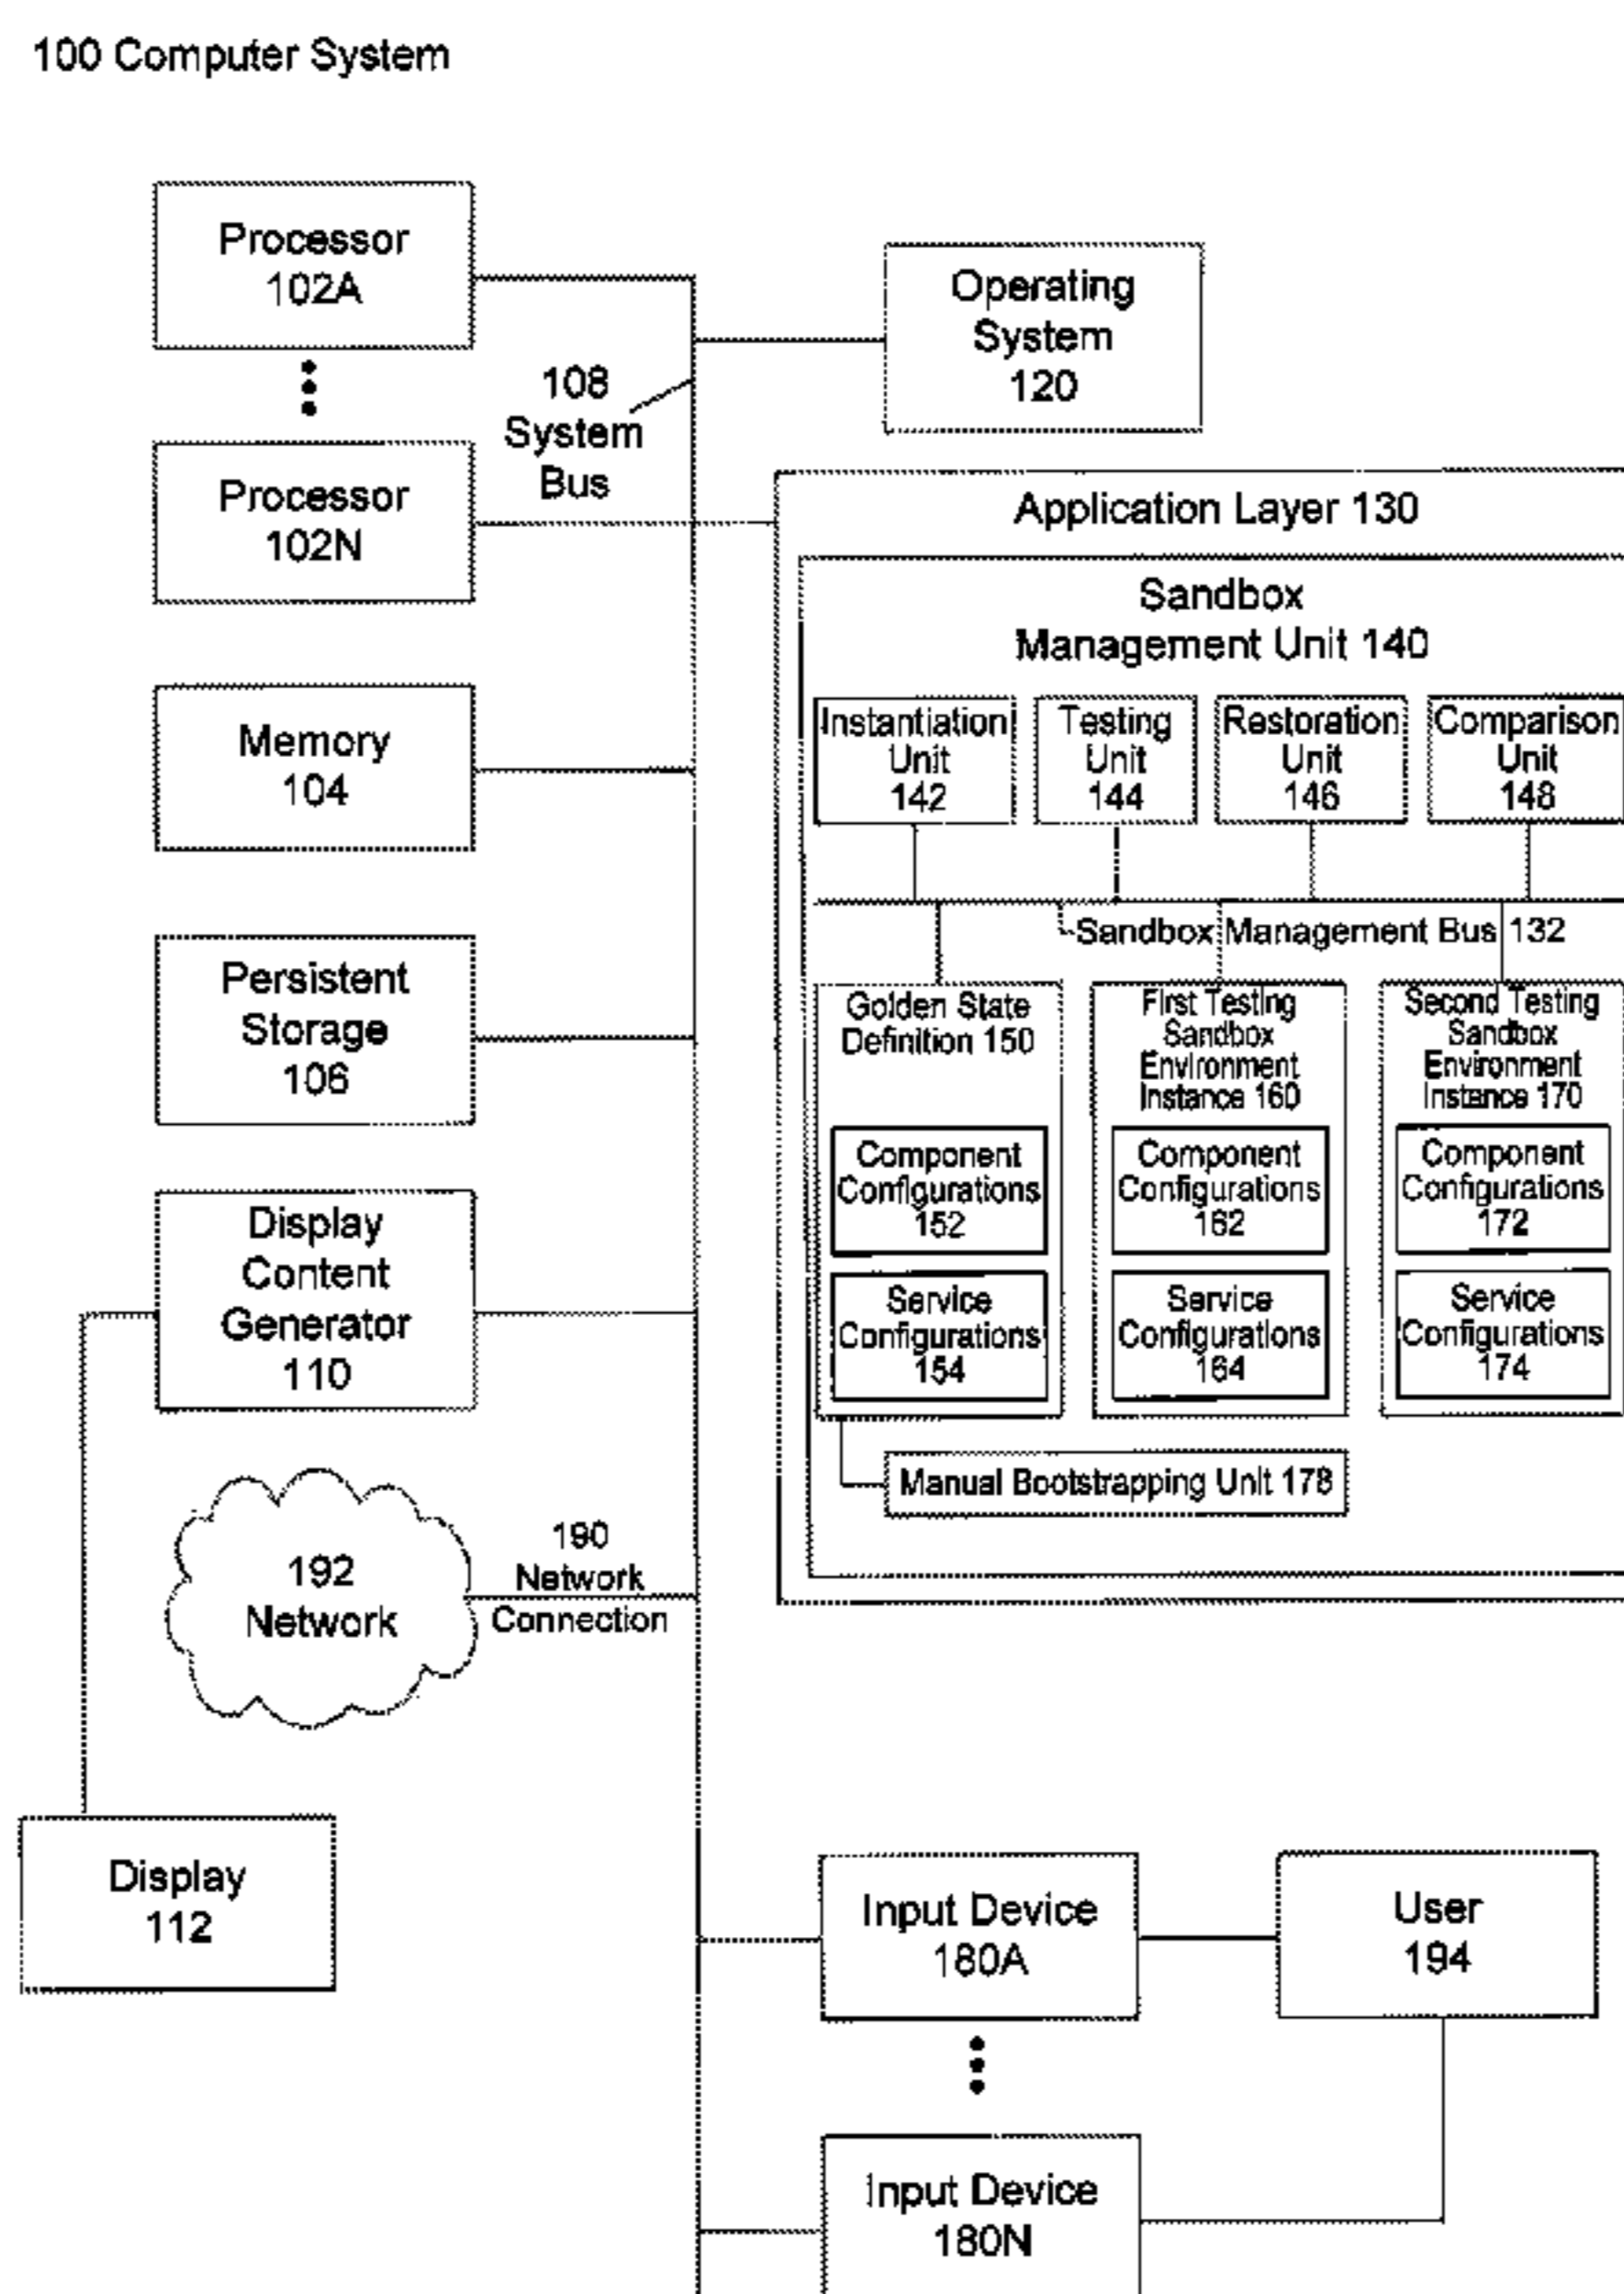 100 Computer System
Processor
102A
Operating
System
120
108
System
Bus
Processor
102N
Application Layer 130
Sandbox
Management Unit 140
Instantiation
Unit
142
Testing
Unit
144
Restoration
Unit
146
Comparison
Unit
148
Memory
104
Sandbox Management Bus 132
Persistent
Storage
106
Golden State
Definition 150
First Testing
Sandbox
Environment
Instance 160
Second Testing
Sandbox
Environment
Instance 170
Component
Configurations
152
Component
Configurations
162
Component
Configurations
172
Display
Content
Generator
110
Service
Configurations
154
Service
Configurations
164
Service
Configurations
174
Manual Bootstrapping Unit 178
192
Network
190
Network
Connection
Display
112
Input Device
180A
User
194
Input Device
180N